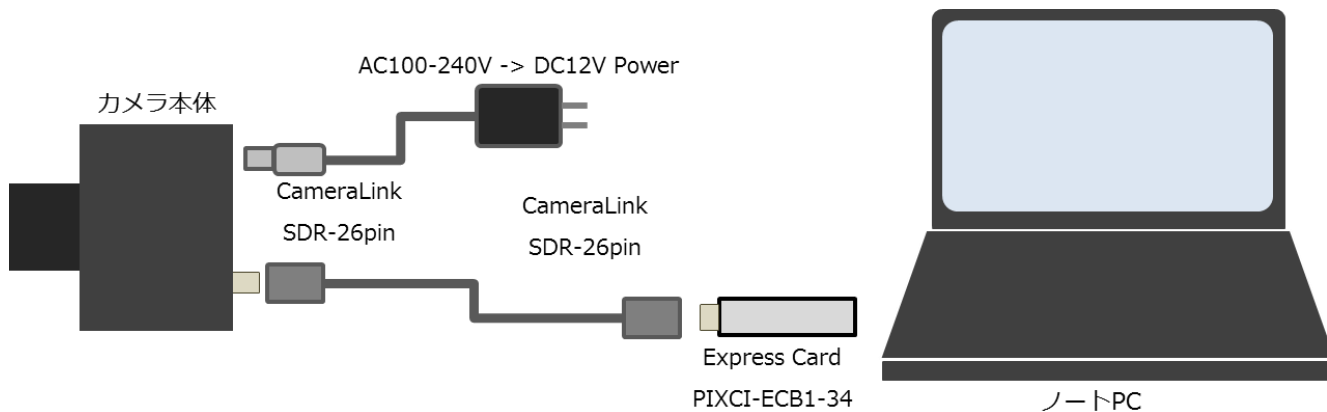 AC100-240V -> DC12V Power
カメラ本体
CameraLink
SDR-26pin
CameraLink
SDR-26pin
Express Card
PIXCI-ECB1-34
ノートPC